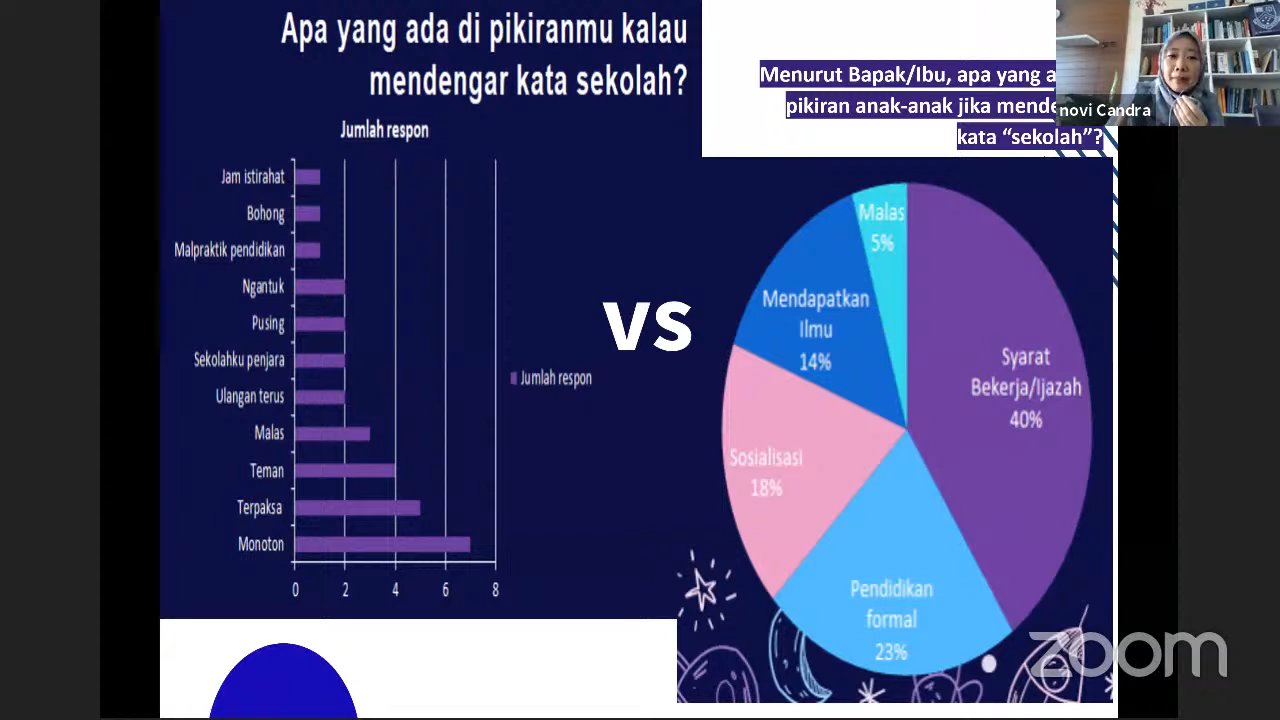 Apa yang ada di pikiranmu kalau
mendengar kata sekolah?
Jumlah respon
Jam istirahat
Bohong
Malpraktik pendidikan
Ngantuk
Pusing
Sekolahku penjara
Ulangan terus
Malas
Teman
Terpaksa
Monoton
0 2 4 6 8
Jumlah respon
VS
Menurut Bapak/Ibu, apa yang a
pikiran anak-anak jika mende
kata “sekolah”?
novi Candra
Malas
5%
Mendapatkan
Ilmu
14%
Syarat
Bekerja/Ijazah
40%
Sosialisasi
18%
Pendidikan
formal
23%
zoom